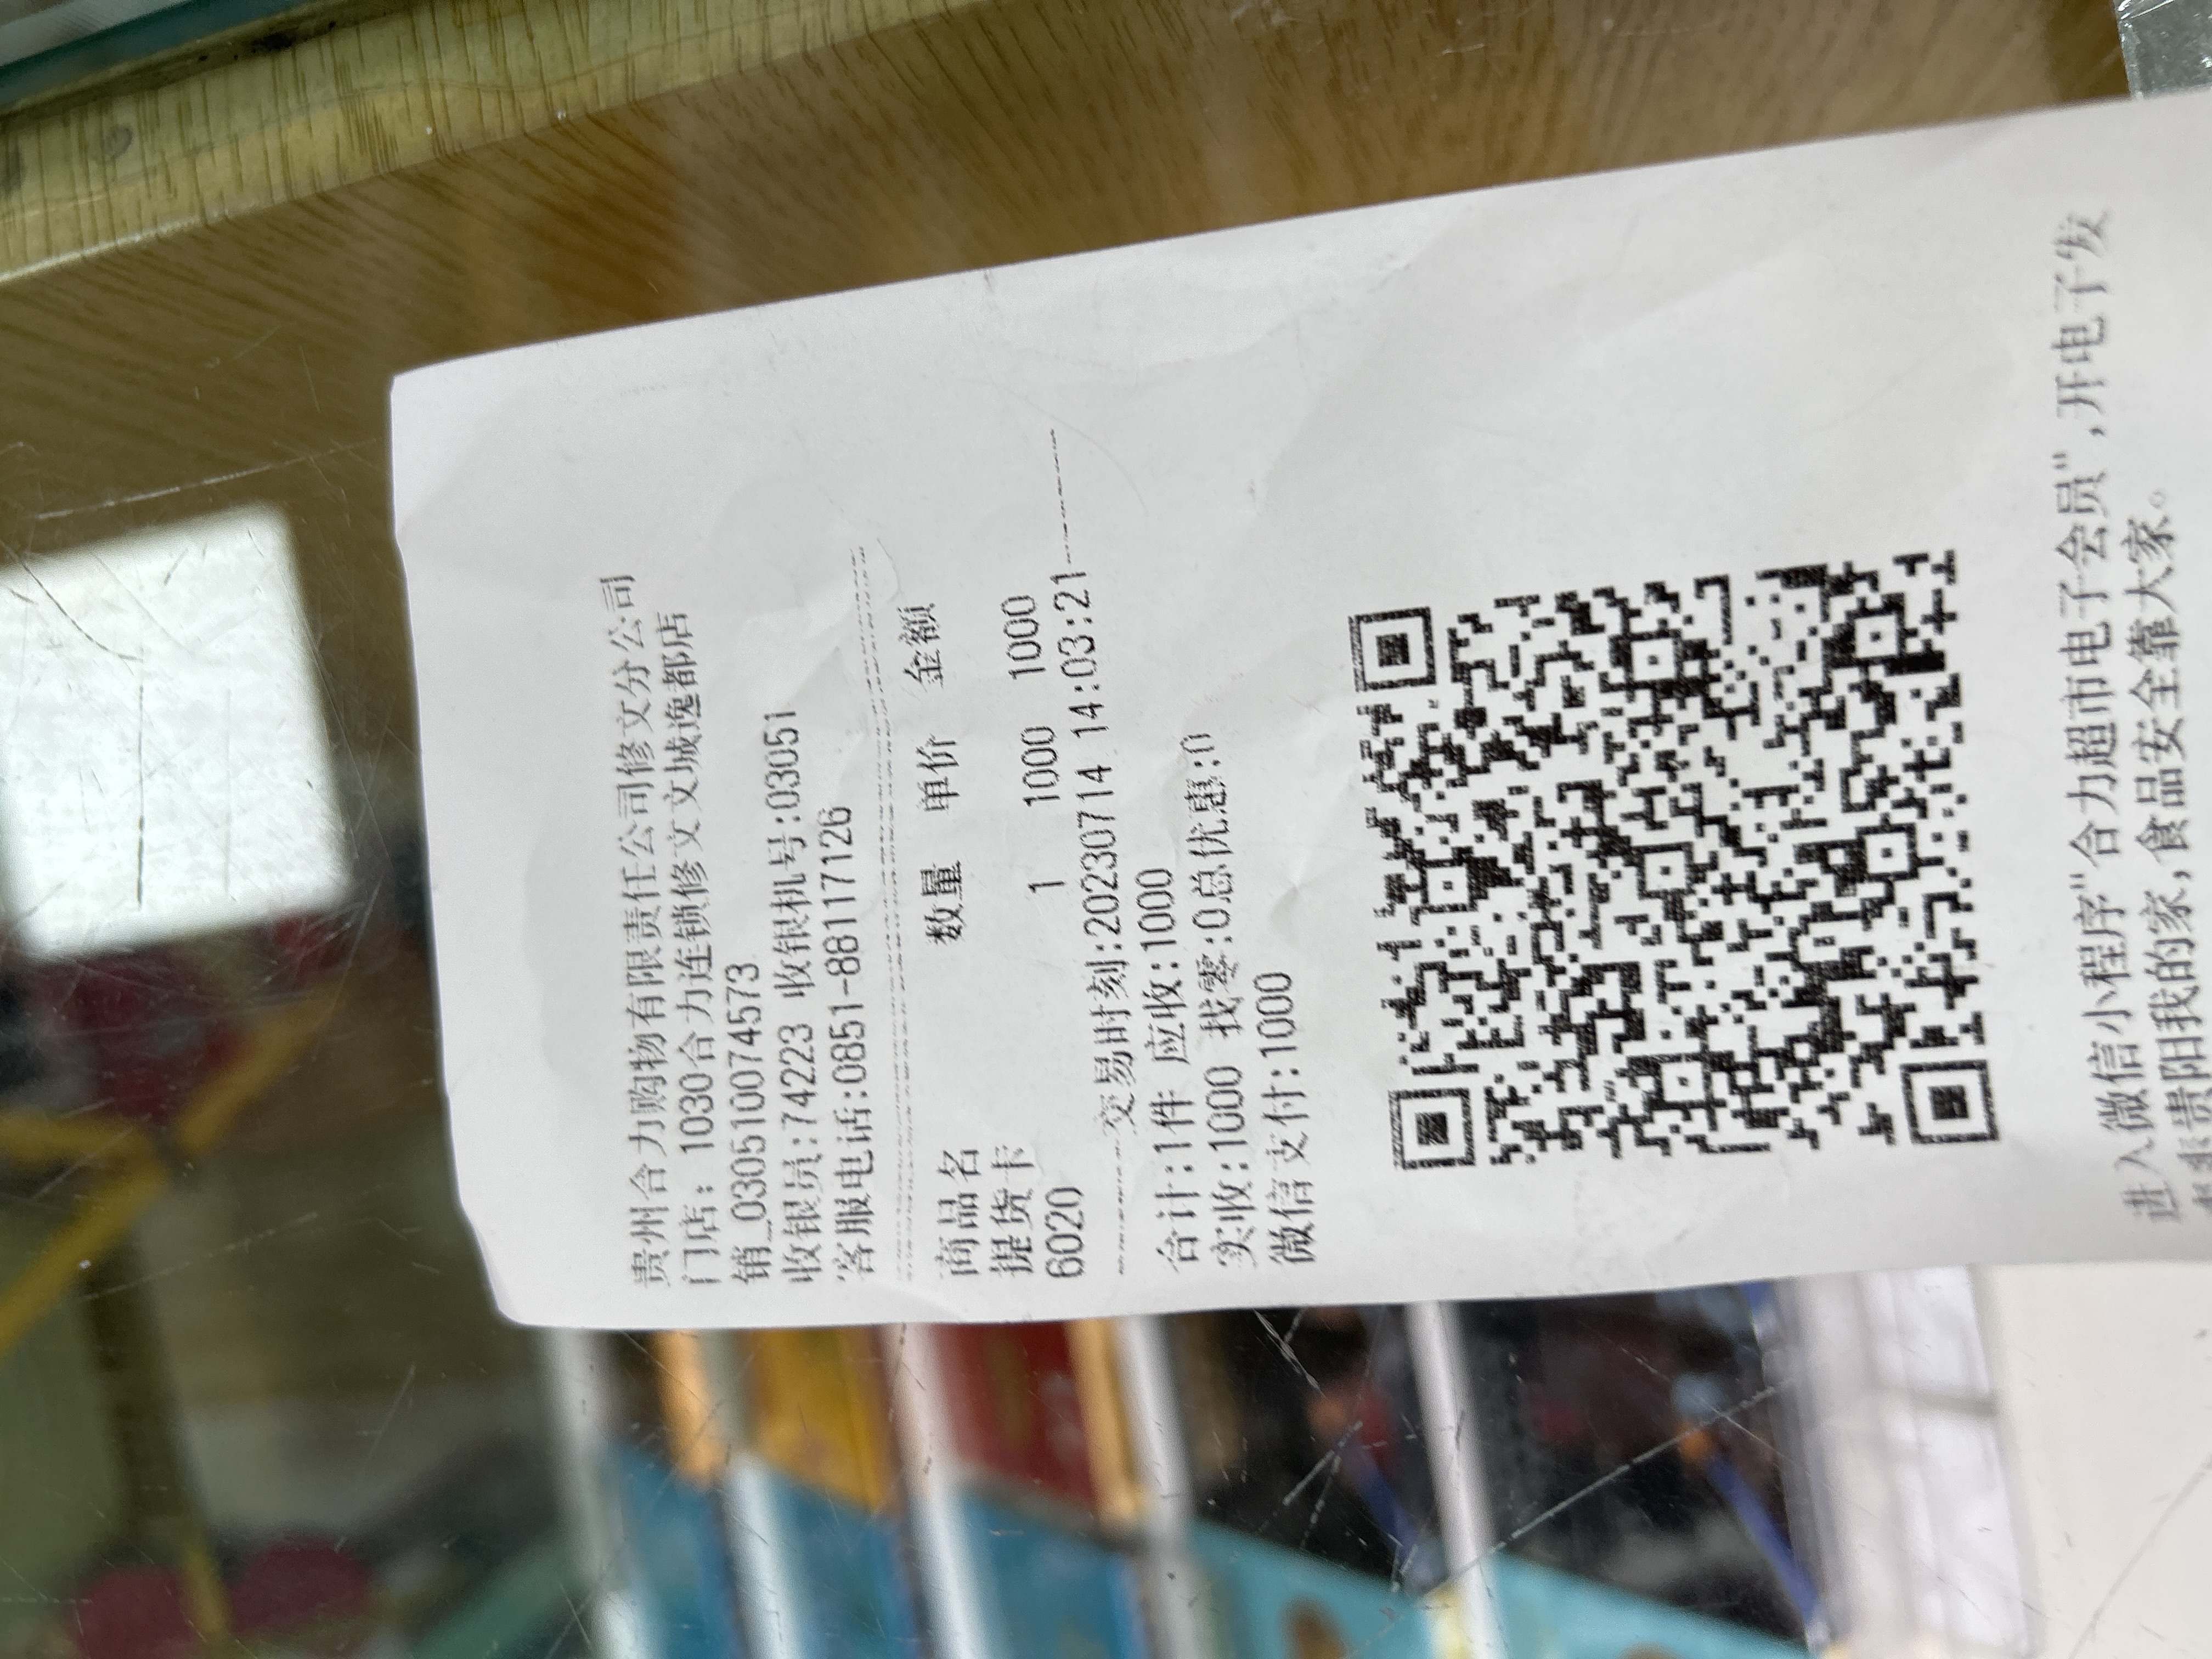 贵州合力购物有限责任公司修文分公司
门店: 1030合力连锁修文文城逸都店
销_030510074573
收银员:74223 收银机号:03051
客服电话:0851-88117126
商品名 数量 单价 金额
提货卡
6020 1 1000 1000
交易时刻:20230714 14:03:21
合计:1件 应收:1000
实收:1000 找零:0总优惠:0
微信支付:1000
进入微信小程序"合力超市电子会员",开电子发
贵阳我的家,食品安全靠大家。